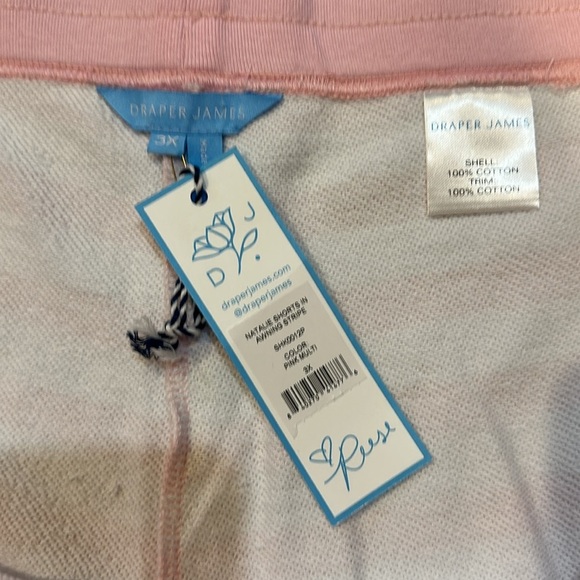 DRAPER JAMES
3X
DRAPER JAMES
SHELL:
100% COTTON
TRIM:
100% COTTON
D J
draperjames.com
@draperjames
NATALIE SHORTS IN
AWNING STRIPE
SHK0012P
COLOR
PINK MULTI
3X
Reese